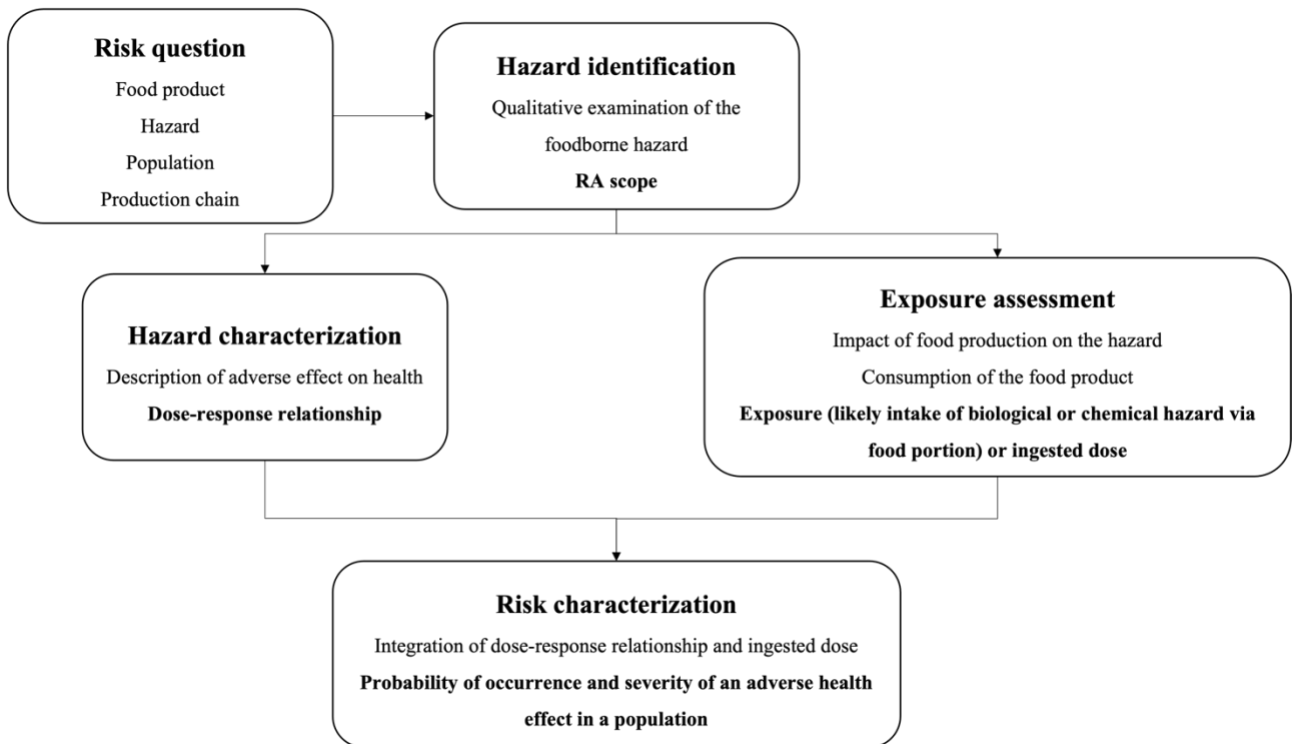 Risk question
Food product
Hazard
Population
Production chain
Hazard identification
Qualitative examination of the
foodborne hazard
RA scope
Hazard characterization
Description of adverse effect on health
Dose-response relationship
Exposure assessment
Impact of food production on the hazard
Consumption of the food product
Exposure (likely intake of biological or chemical hazard via
food portion) or ingested dose
Risk characterization
Integration of dose-response relationship and ingested dose
Probability of occurrence and severity of an adverse health
effect in a population